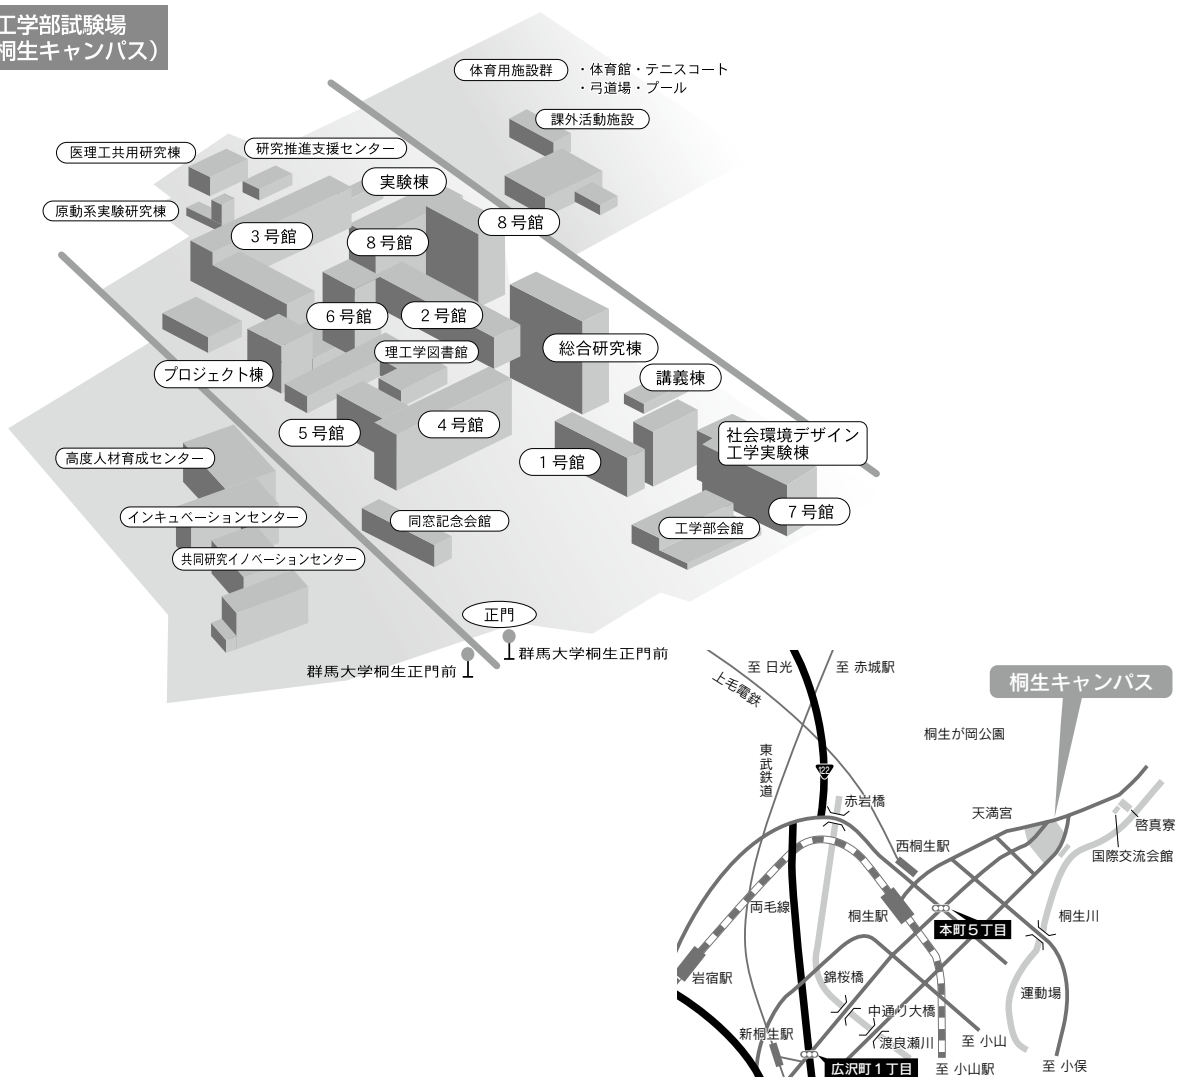 工学部試験場
桐生キャンパス）
体育用施設群
・体育館・テニスコート
・弓道場・プール
課外活動施設
医理工共用研究棟
研究推進支援センター
実験棟
原動系実験研究棟
3号館
8号館
8号館
6号館
2号館
理工学図書館
総合研究棟
プロジェクト棟
講義棟
5号館
4号館
社会環境デザイン
工学実験棟
高度人材育成センター
1号館
7号館
インキュベーションセンター
同窓記念会館
工学部会館
共同研究イノベーションセンター
正門
群馬大学桐生正門前
群馬大学桐生正門前
至 日光
至 赤城駅
桐生キャンパス
上毛電鉄
桐生が岡公園
東武鉄道
122
赤岩橋
天満宮
啓真寮
西桐生駅
国際交流会館
両毛線
桐生駅
桐生川
本町5丁目
岩宿駅
錦桜橋
運動場
中通り大橋
新桐生駅
渡良瀬川
至 小山
広沢町1丁目
至 小山駅
至 小俣